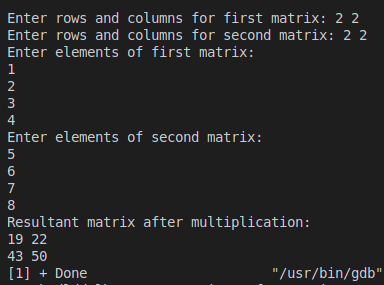 Enter rows and columns for first matrix: 2 2
Enter rows and columns for second matrix: 2 2
Enter elements of first matrix:
1
2
3
4
Enter elements of second matrix:
5
6
7
8
Resultant matrix after multiplication:
19 22
43 50
[1] + Done "/usr/bin/gdb"